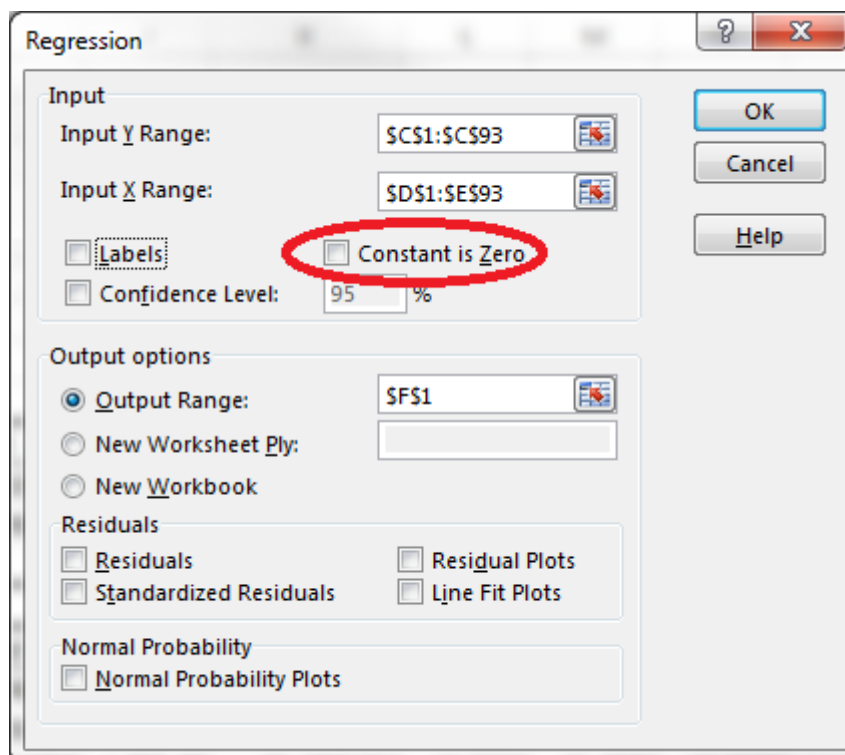 Regression
Input
Input Y Range:
$C$1:$C$93
Input X Range:
$D$1:$E$93
Labels
Constant is Zero
Confidence Level:
95 %
Output options
Output Range:
$F$1
New Worksheet Ply:
New Workbook
Residuals
Residuals
Residual Plots
Standardized Residuals
Line Fit Plots
Normal Probability
Normal Probability Plots
?
X
OK
Cancel
Help